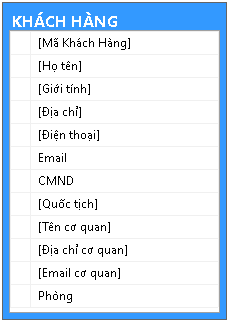 KHÁCH HÀNG
[Mã Khách Hàng]
[Họ tên]
[Giới tính]
[Địa chỉ]
[Điện thoại]
Email
CMND
[Quốc tịch]
[Tên cơ quan]
[Địa chỉ cơ quan]
[Email cơ quan]
Phòng